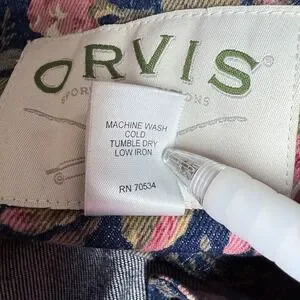 ORVIS
MACHINE WASH
COLD
TUMBLE DRY
LOW IRON
RN 70534